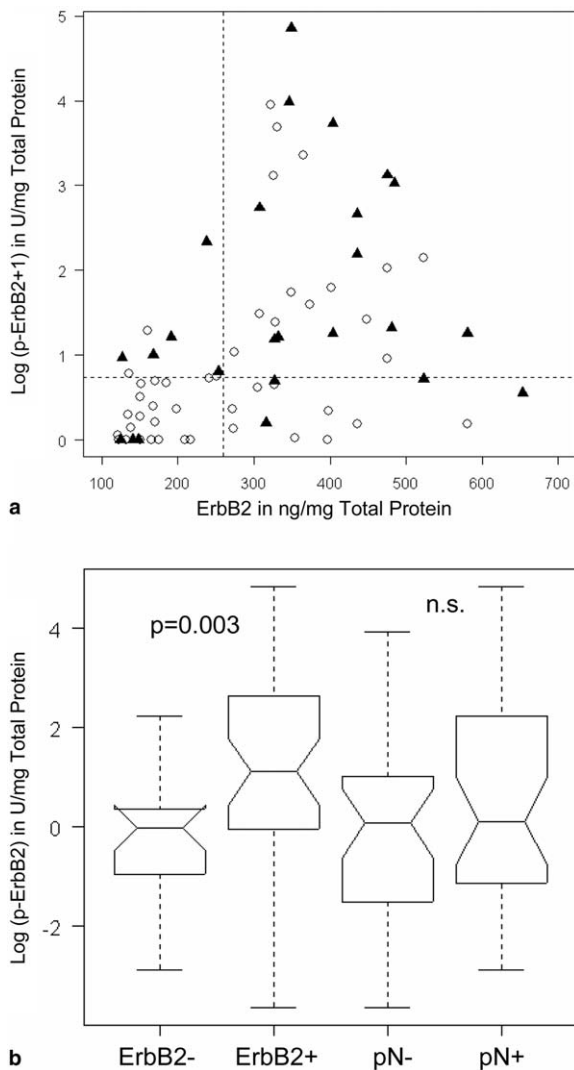 5
4
3
2
1
0
Log (p-ErbB2+1) in U/mg Total Protein
100 200 300 400 500 600 700
ErbB2 in ng/mg Total Protein
a
4
2
0
-2
Log (p-ErbB2) in U/mg Total Protein
p=0.003
n.s.
ErbB2- ErbB2+ pN- pN+
b